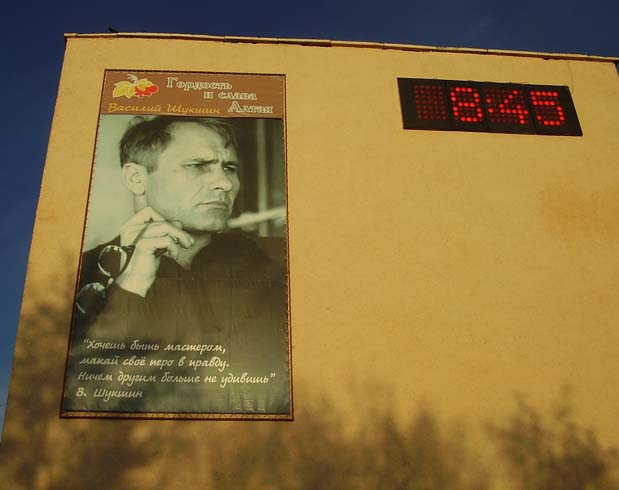 Гордость
и слава
Василий Шукшин Алтая
8:45
"Хочешь быть мастером,
макай своё перо в правду.
Ничем другим больше не удивишь"
В. Шукшин